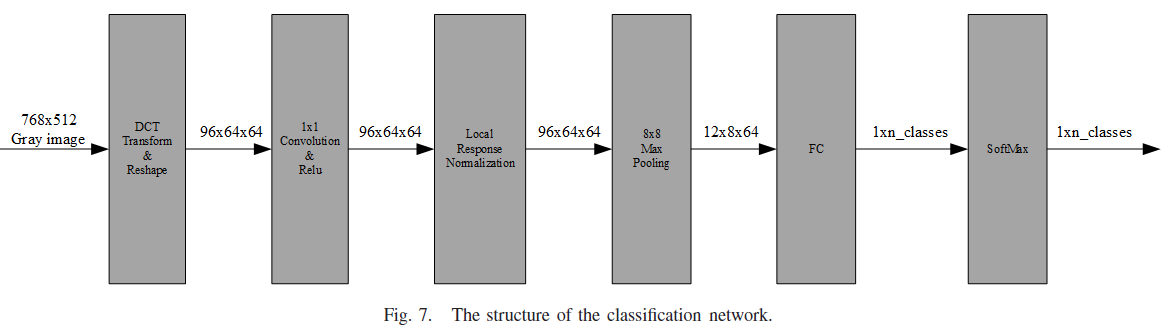 768x512
Gray image
DCT
Transform
&
Reshape
96x64x64
1x1
Convolution
&
Relu
96x64x64
Local
Response
Normalization
96x64x64
8x8
Max
Pooling
12x8x64
FC
1xn_classes
SoftMax
1xn_classes
Fig. 7. The structure of the classification network.